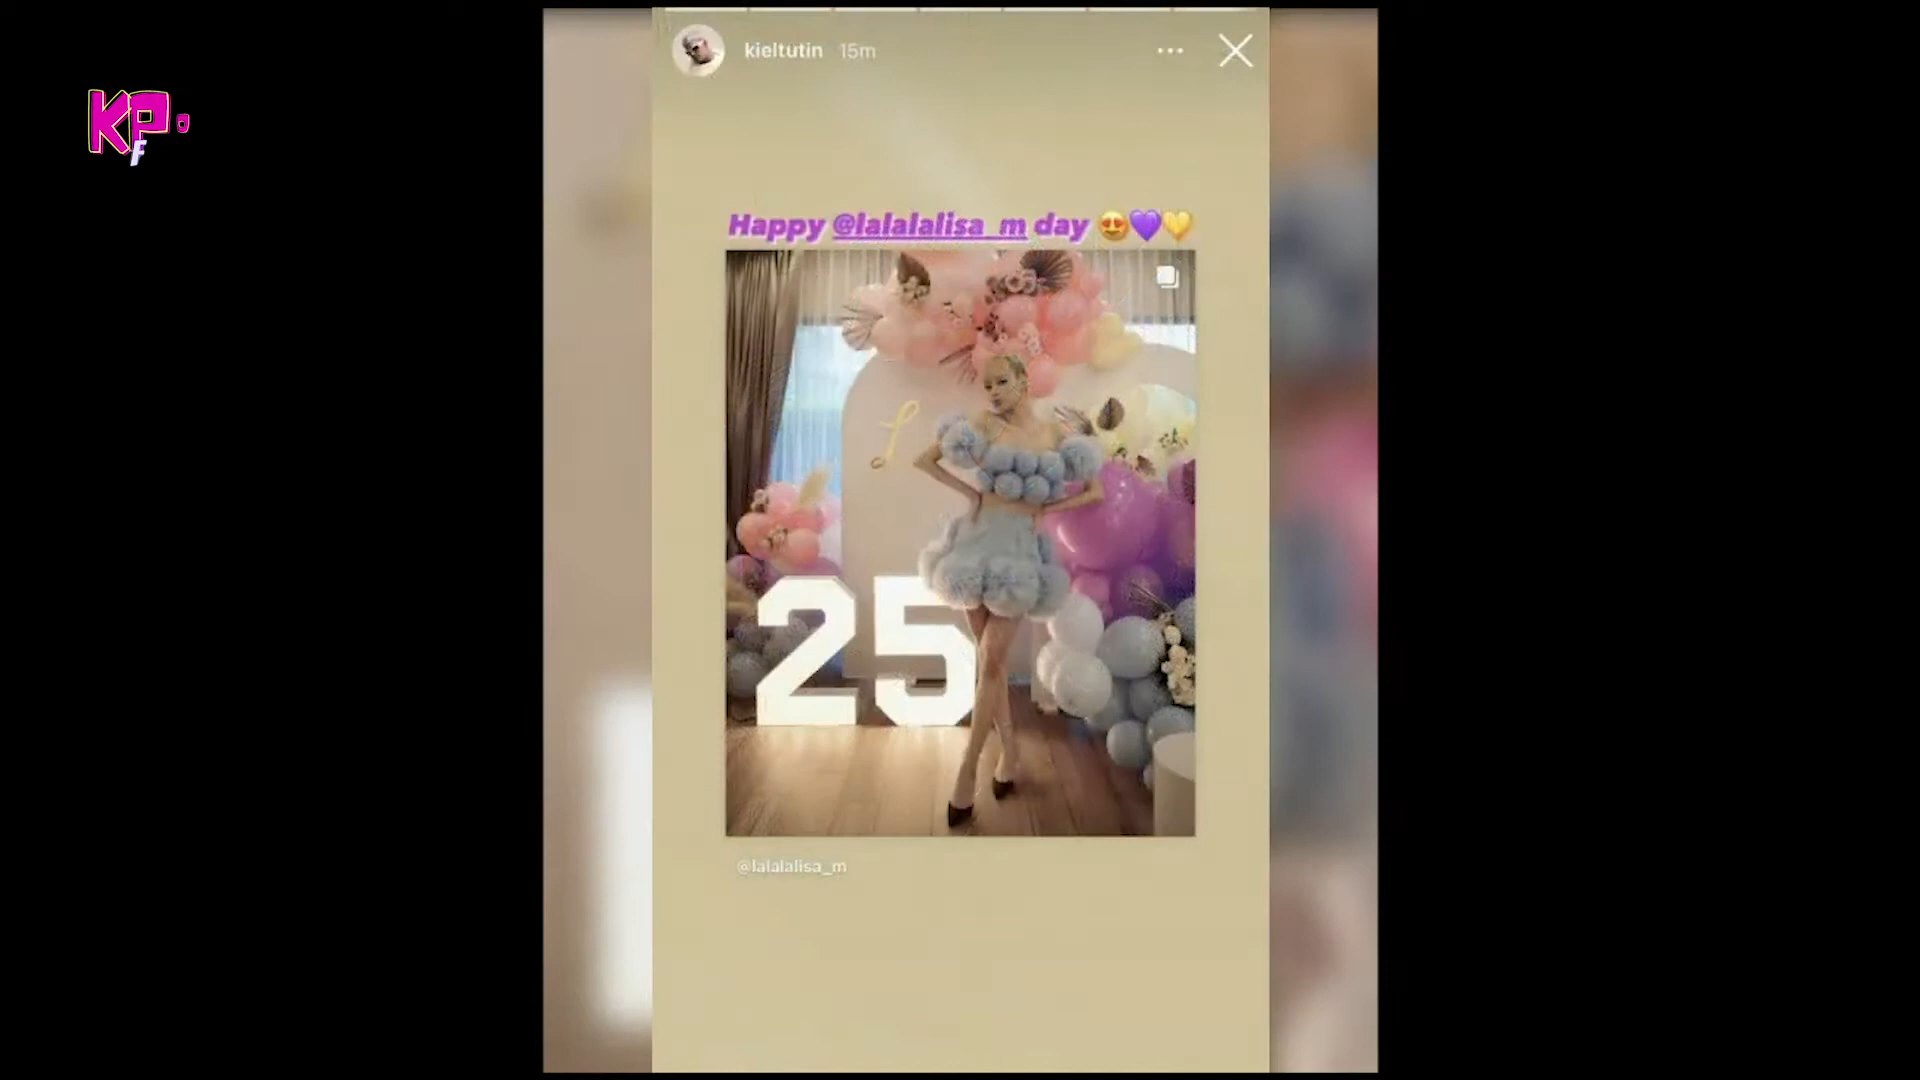 KP
F
kieltutin 15m
Happy @lalalalisa_m day 😍💜💛
L
25
@lalalalisa_m